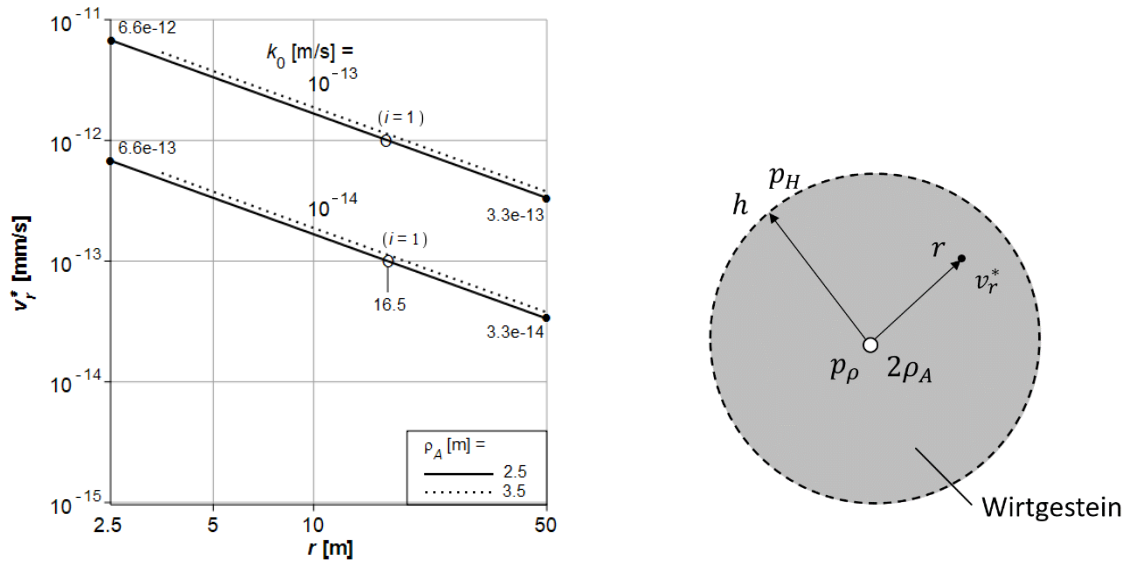 10⁻¹¹
6.6e-12
k₀ [m/s] =
10⁻¹³
(i = 1)
10⁻¹²
6.6e-13
3.3e-13
10⁻¹⁴
(i = 1)
10⁻¹³
16.5
3.3e-14
10⁻¹⁴
ρ_A [m] =
2.5
3.5
10⁻¹⁵
2.5 5 10 50
r [m]
v_r^* [mm/s]
p_H
h
r
v_r^*
p_ρ 2ρ_A
Wirtgestein